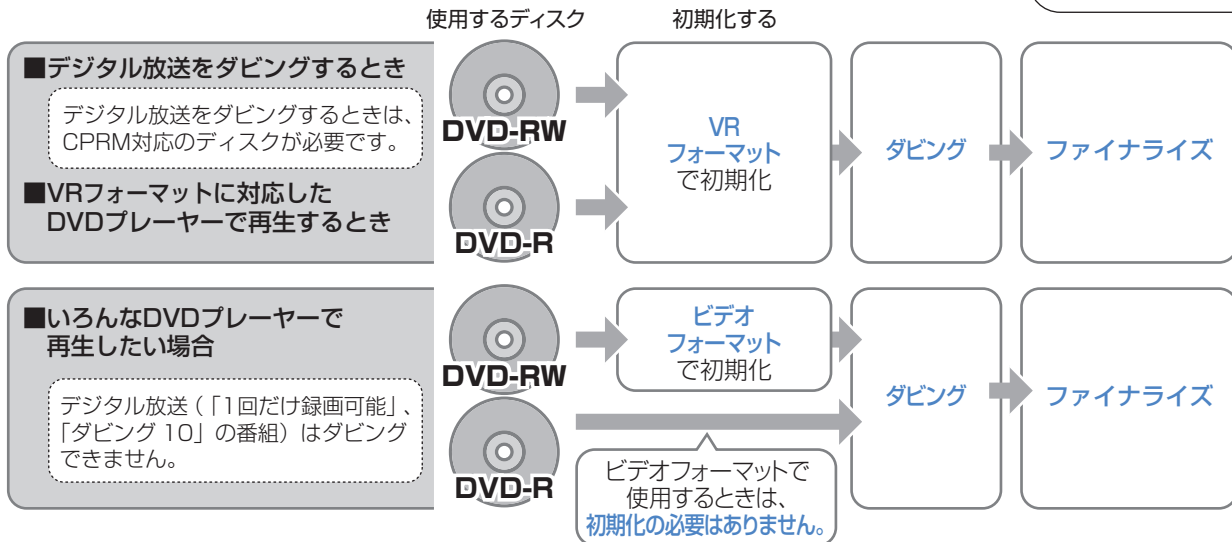 使用するディスク
初期化する
■デジタル放送をダビングするとき
デジタル放送をダビングするときは、
CPRM対応のディスクが必要です。
■VRフォーマットに対応した
DVDプレーヤーで再生するとき
DVD-RW
DVD-R
VR
フォーマット
で初期化
ダビング
ファイナライズ
■いろんなDVDプレーヤーで
再生したい場合
デジタル放送（「1回だけ録画可能」、
「ダビング 10」の番組）はダビング
できません。
DVD-RW
DVD-R
ビデオ
フォーマット
で初期化
ビデオフォーマットで
使用するときは、
初期化の必要はありません。
ダビング
ファイナライズ